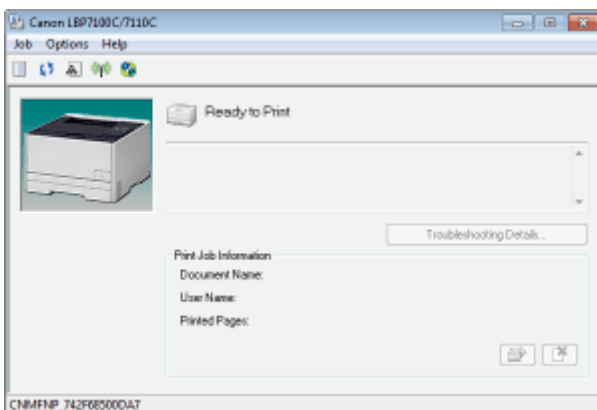 Canon LBP7100C/7110C
Job Options Help
Ready to Print
Troubleshooting Details...
Print Job Information
Document Name:
User Name:
Printed Pages:
CNMFNP_742F68500DA7